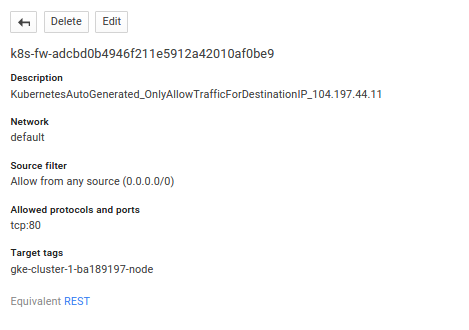 Delete
Edit
k8s-fw-adcbd0b4946f211e5912a42010af0be9
Description
KubernetesAutoGenerated_OnlyAllowTrafficForDestinationIP_104.197.44.11
Network
default
Source filter
Allow from any source (0.0.0.0/0)
Allowed protocols and ports
tcp:80
Target tags
gke-cluster-1-ba189197-node
Equivalent REST